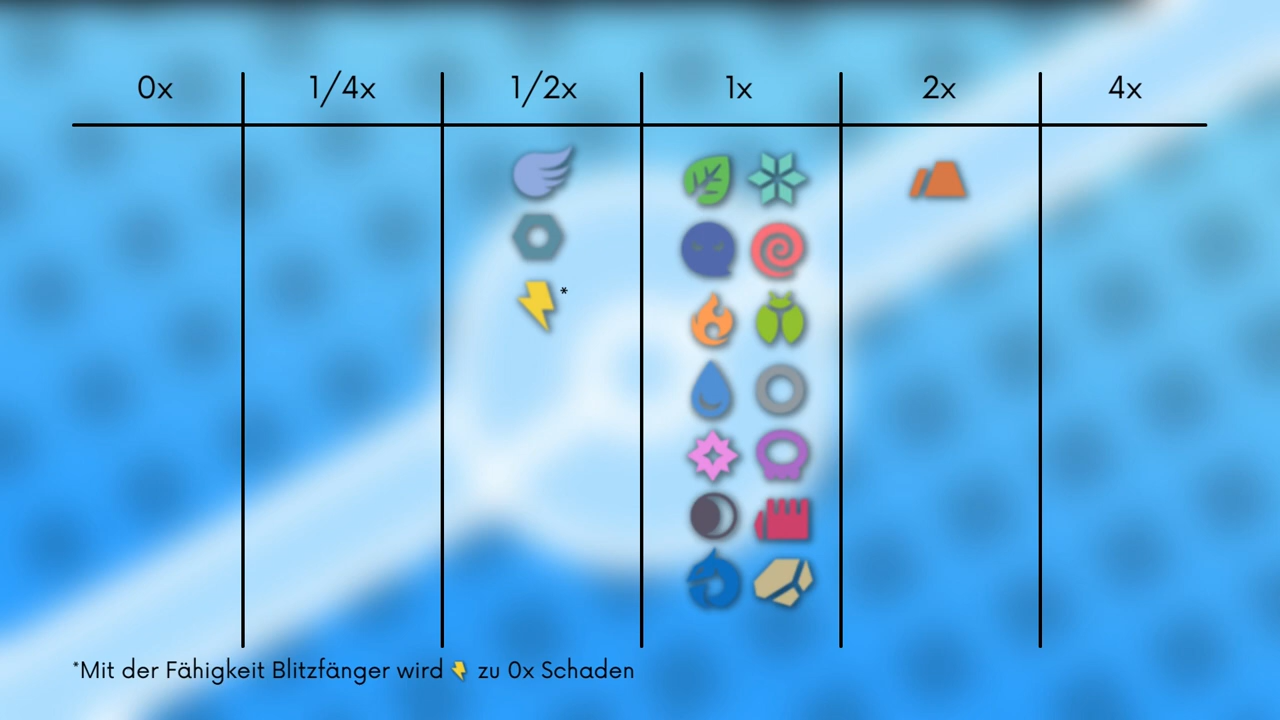 0x 1/4x 1/2x 1x 2x 4x
*
*Mit der Fähigkeit Blitzfänger wird zu 0x Schaden